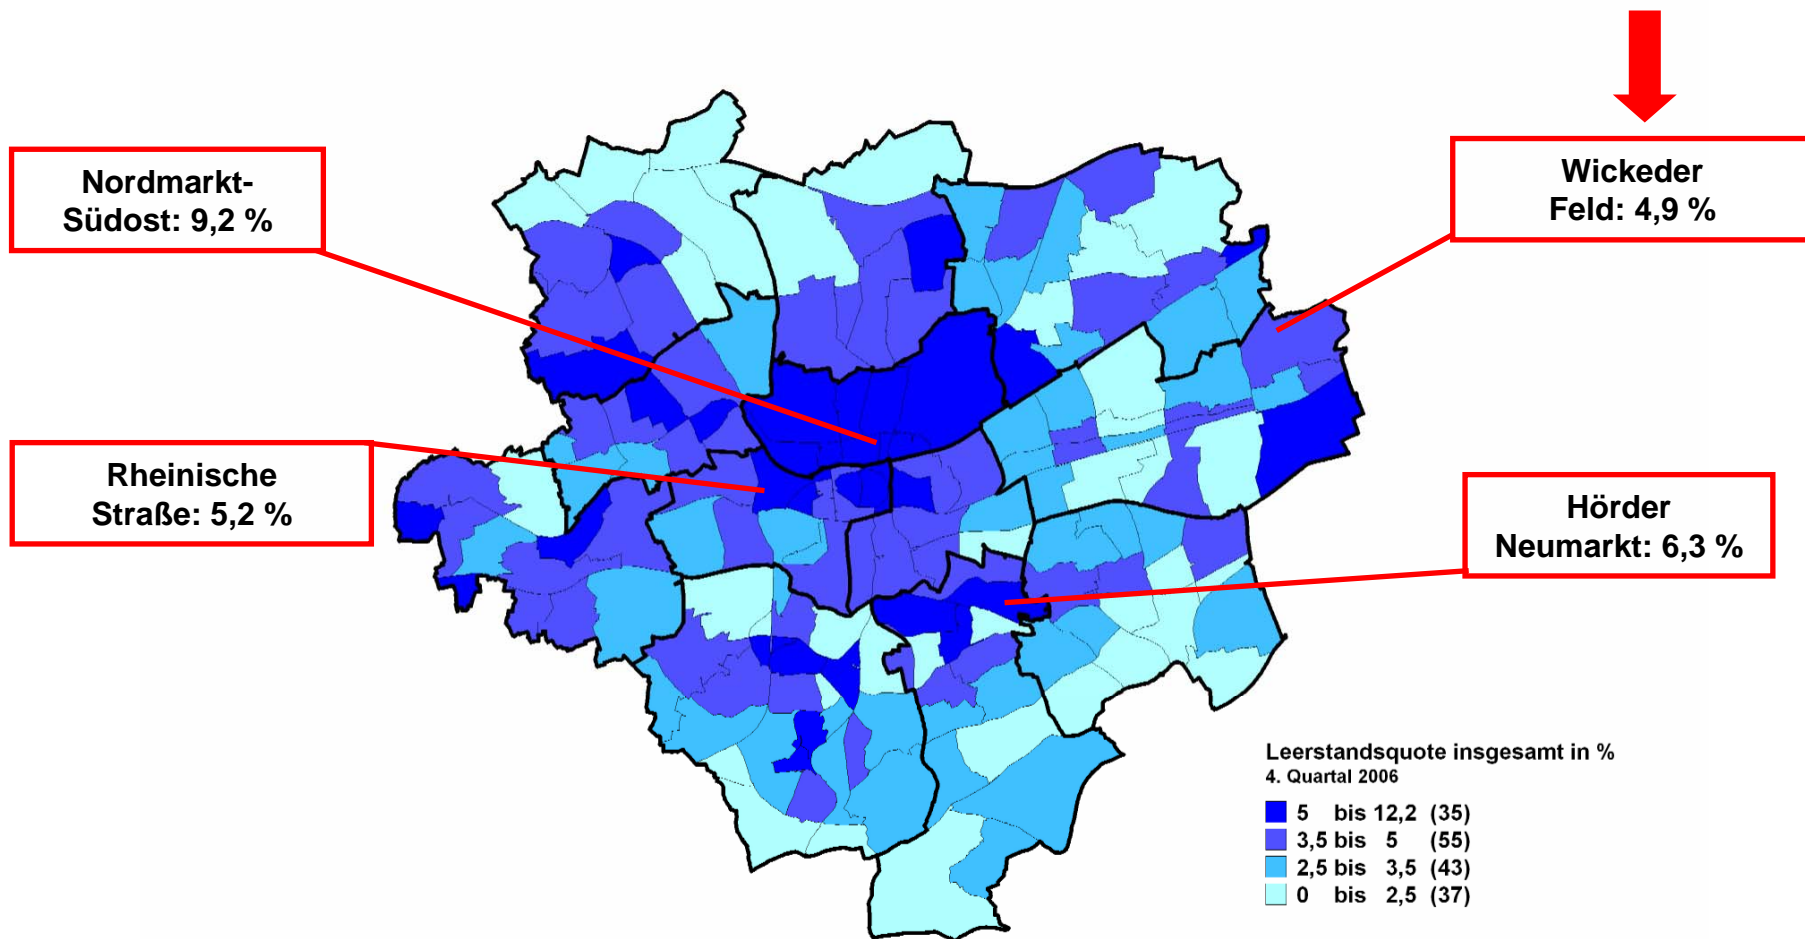 Nordmarkt-
Südost: 9,2 %
Wickeder
Feld: 4,9 %
Rheinische
Straße: 5,2 %
Hörder
Neumarkt: 6,3 %
Leerstandsquote insgesamt in %
4. Quartal 2006
5 bis 12,2 (35)
3,5 bis 5 (55)
2,5 bis 3,5 (43)
0 bis 2,5 (37)